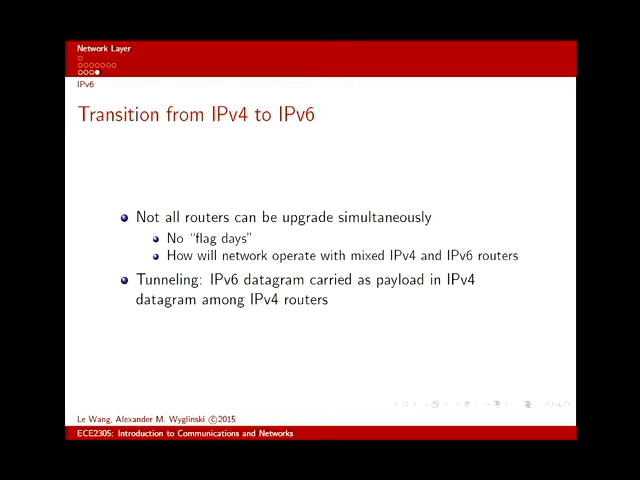 Network Layer
IPv6
Transition from IPv4 to IPv6
Not all routers can be upgrade simultaneously
No “flag days”
How will network operate with mixed IPv4 and IPv6 routers
Tunneling: IPv6 datagram carried as payload in IPv4
datagram among IPv4 routers
Le Wang, Alexander M. Wyglinski ©2015
ECE2305: Introduction to Communications and Networks